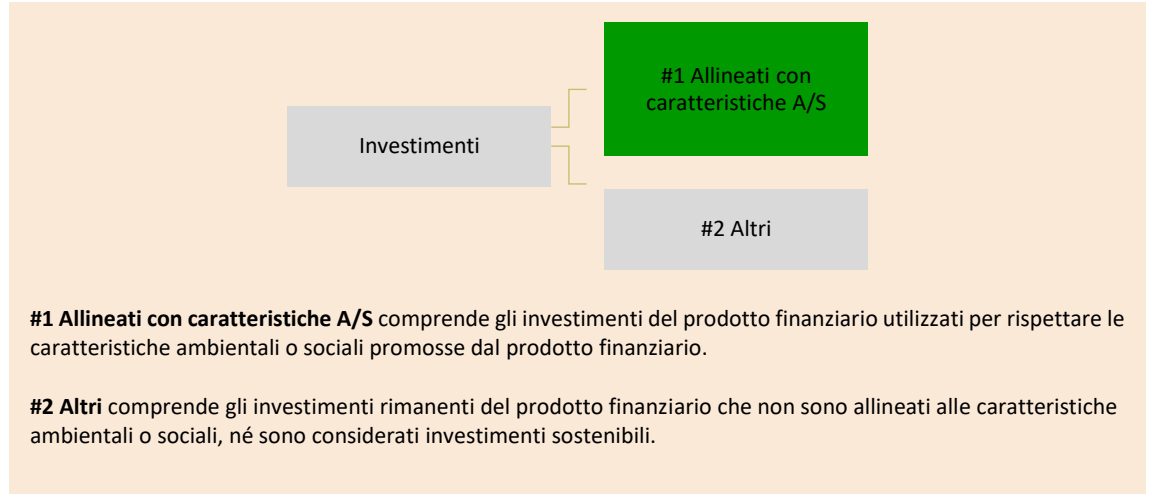 #1 Allineati con
caratteristiche A/S
Investimenti
#2 Altri
#1 Allineati con caratteristiche A/S comprende gli investimenti del prodotto finanziario utilizzati per rispettare le
caratteristiche ambientali o sociali promosse dal prodotto finanziario.
#2 Altri comprende gli investimenti rimanenti del prodotto finanziario che non sono allineati alle caratteristiche
ambientali o sociali, né sono considerati investimenti sostenibili.